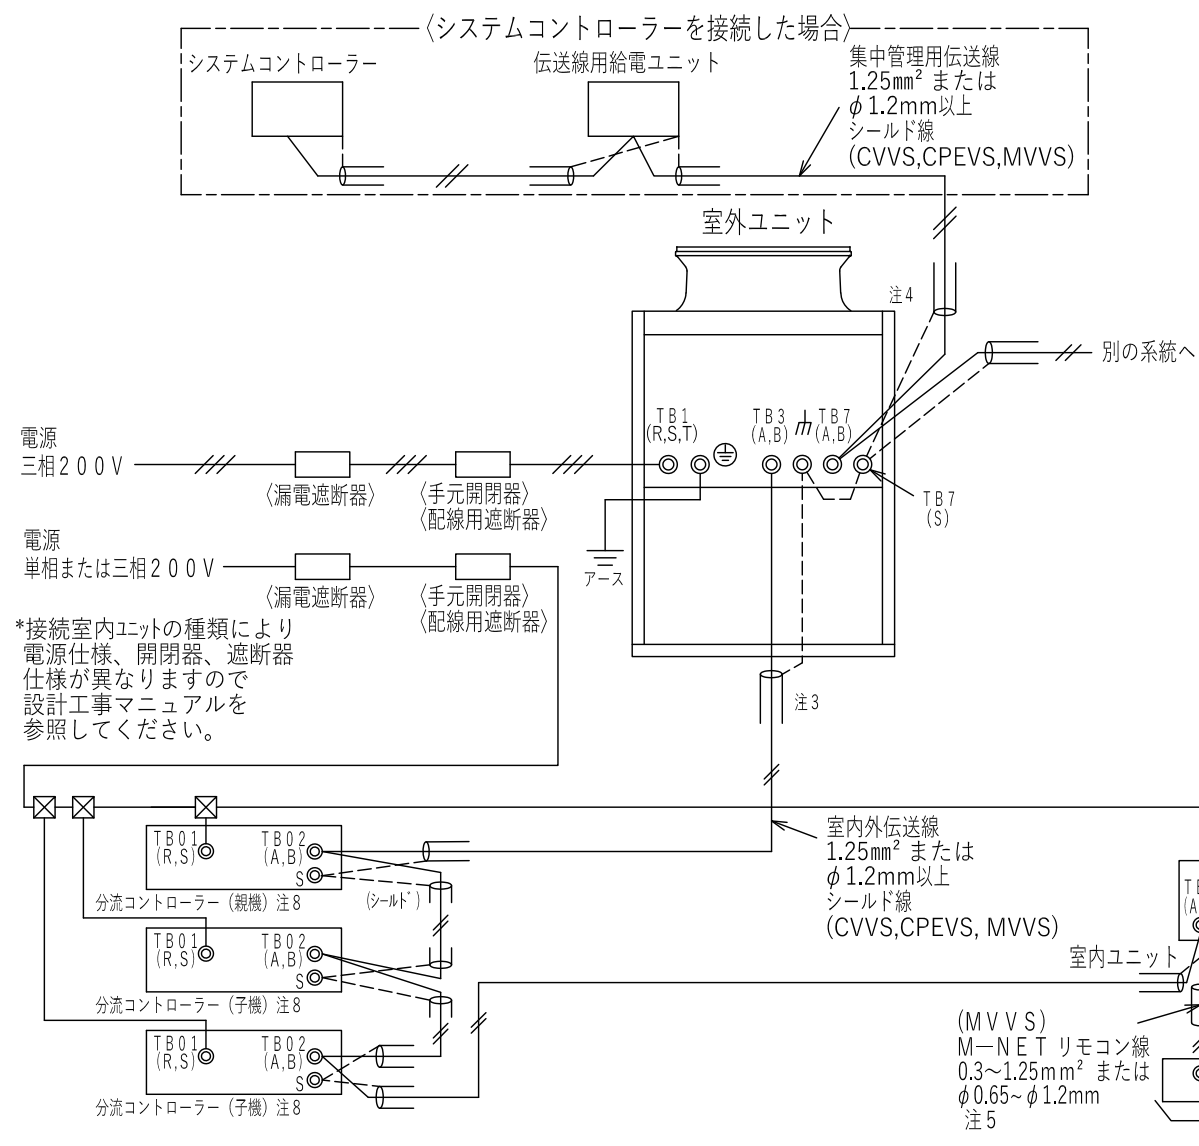 〈システムコントローラーを接続した場合〉
システムコントローラー
伝送線用給電ユニット
集中管理用伝送線
1.25mm² または
φ1.2mm以上
シールド線
(CVVS,CPEVS,MVVS)
室外ユニット
注4
別の系統へ
TB1
(R,S,T)
TB3
(A,B)
TB7
(A,B)
TB7
(S)
電源
三相200V
〈漏電遮断器〉
〈手元開閉器〉
〈配線用遮断器〉
アース
電源
単相または三相200V
〈漏電遮断器〉
〈手元開閉器〉
〈配線用遮断器〉
*接続室内ユニットの種類により
電源仕様、開閉器、遮断器
仕様が異なりますので
設計工事マニュアルを
参照してください。
注3
室内外伝送線
1.25mm² または
φ1.2mm以上
シールド線
(CVVS,CPEVS, MVVS)
TB01
(R,S)
TB02
(A,B)
S
分流コントローラー (親機) 注8
(シールド)
TB01
(R,S)
TB02
(A,B)
S
分流コントローラー (子機) 注8
TB01
(R,S)
TB02
(A,B)
S
分流コントローラー (子機) 注8
室内ユニット
(MVVS)
M−NET リモコン線
0.3~1.25mm² または
φ0.65~φ1.2mm
注5